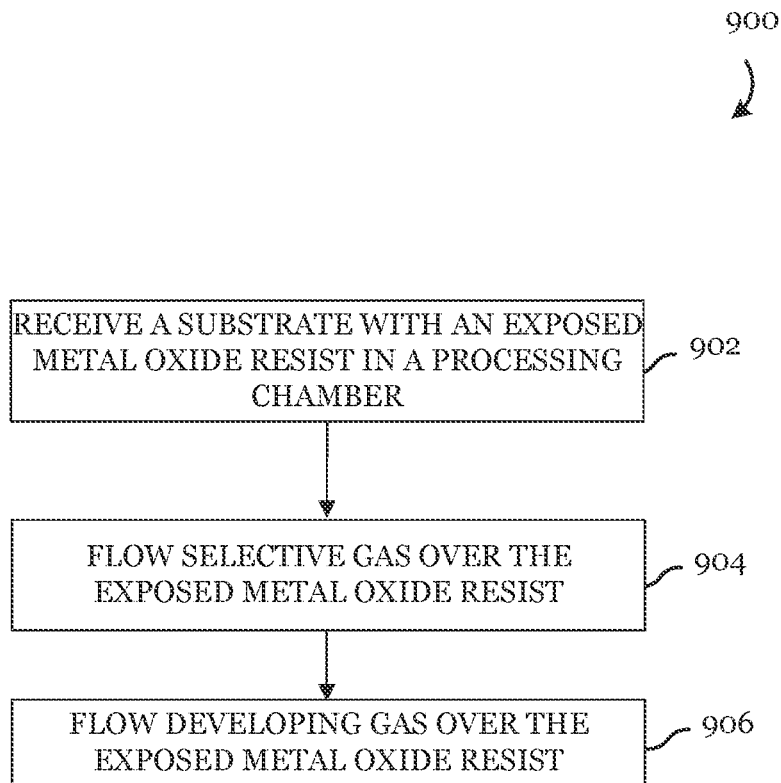 900
RECEIVE A SUBSTRATE WITH AN EXPOSED
METAL OXIDE RESIST IN A PROCESSING
CHAMBER
902
FLOW SELECTIVE GAS OVER THE
EXPOSED METAL OXIDE RESIST
904
FLOW DEVELOPING GAS OVER THE
EXPOSED METAL OXIDE RESIST
906